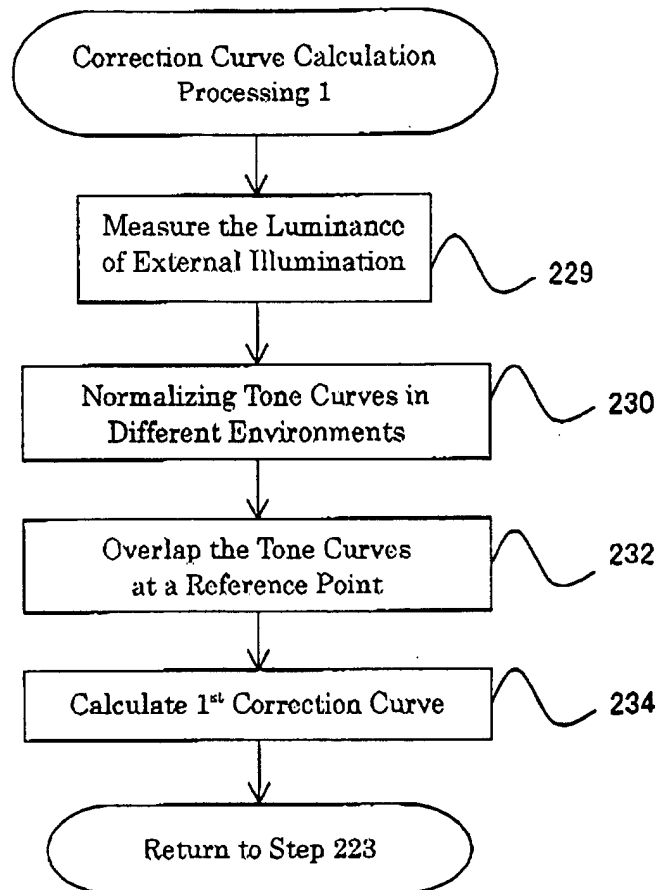 Correction Curve Calculation
Processing 1
Measure the Luminance
of External Illumination
229
Normalizing Tone Curves in
Different Environments
230
Overlap the Tone Curves
at a Reference Point
232
Calculate 1st Correction Curve
234
Return to Step 223